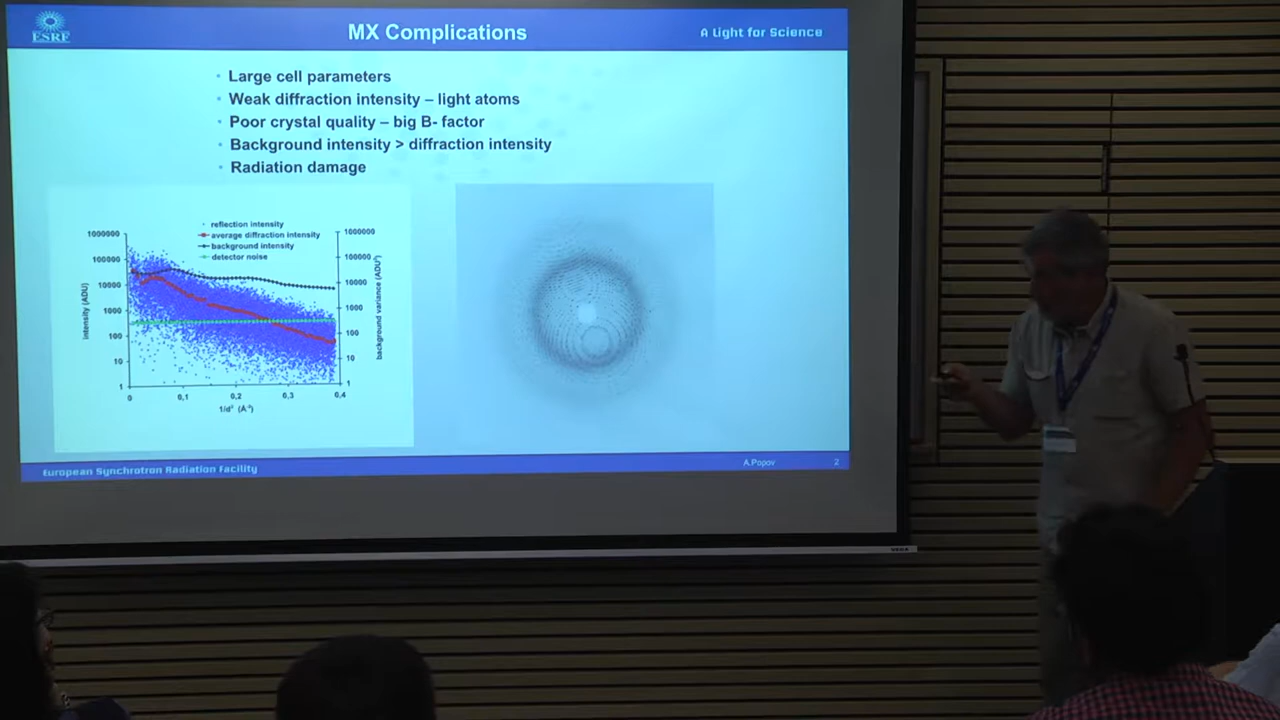 ESRF
MX Complications
A Light for Science
• Large cell parameters
• Weak diffraction intensity – light atoms
• Poor crystal quality – big B- factor
• Background intensity > diffraction intensity
• Radiation damage
reflection intensity
average diffraction intensity
background intensity
detector noise
1000000
100000
10000
1000
100
10
1
intensity (ADU)
1000000
100000
10000
1000
100
10
1
background variance (ADU²)
0
0,1
0,2
0,3
0,4
1/d² (Å⁻²)
European Synchrotron Radiation Facility
A.Popov
2